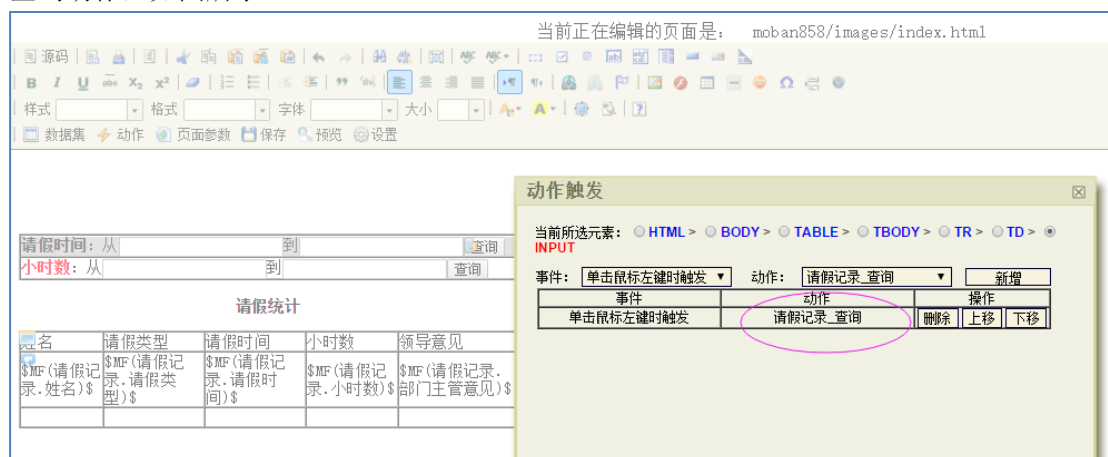 当前正在编辑的页面是: moban858/images/index.html
源码
B I U abc X₂ X²
样式 格式 字体 大小
数据集 动作 页面参数 保存 预览 设置
请假时间: 从 到 查询
小时数: 从 到 查询
请假统计
姓名 请假类型 请假时间 小时数 领导意见
$MF(请假记录.姓名)$ $MF(请假记录.请假类型)$ $MF(请假记录.请假时间)$ $MF(请假记录.小时数)$ $MF(请假记录.部门主管意见)$
动作触发
当前所选元素: HTML > BODY > TABLE > TBODY > TR > TD >
INPUT
事件: 单击鼠标左键时触发 动作: 请假记录_查询 新增
事件 动作 操作
单击鼠标左键时触发 请假记录_查询 删除 上移 下移